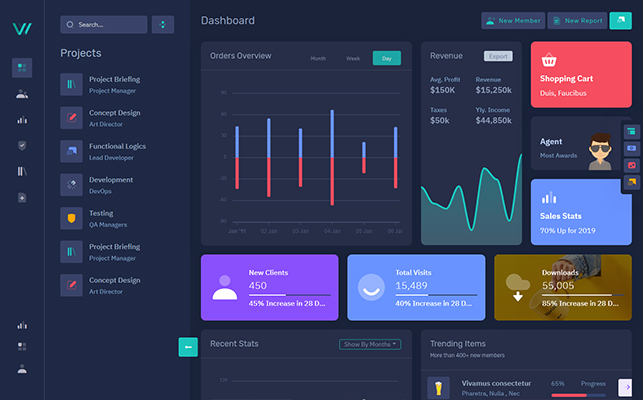 Search...
Projects
Project Briefing
Project Manager
Concept Design
Art Director
Functional Logics
Lead Developer
Development
DevOps
Testing
QA Managers
Project Briefing
Project Manager
Concept Design
Art Director
Dashboard
New Member
New Report
Orders Overview
Month
Week
Day
90
60
30
0
-30
-60
-90
Jan '19
02 Jan
03 Jan
04 Jan
05 Jan
06 Jan
Revenue
Export
Avg. Profit
$150K
Revenue
$15,250k
Taxes
$50k
Yly. Income
$44,850k
Shopping Cart
Duis, Faucibus
Agent
Most Awards
Sales Stats
70% Up for 2019
New Clients
450
45% Increase in 28 D...
Total Visits
15,489
40% Increase in 28 D...
Downloads
55,005
85% Increase in 28 D...
Recent Stats
Show By Months
Trending Items
More than 400+ new members
Vivamus consectetur
Pharetra, Nulla , Nec
65%
Progress